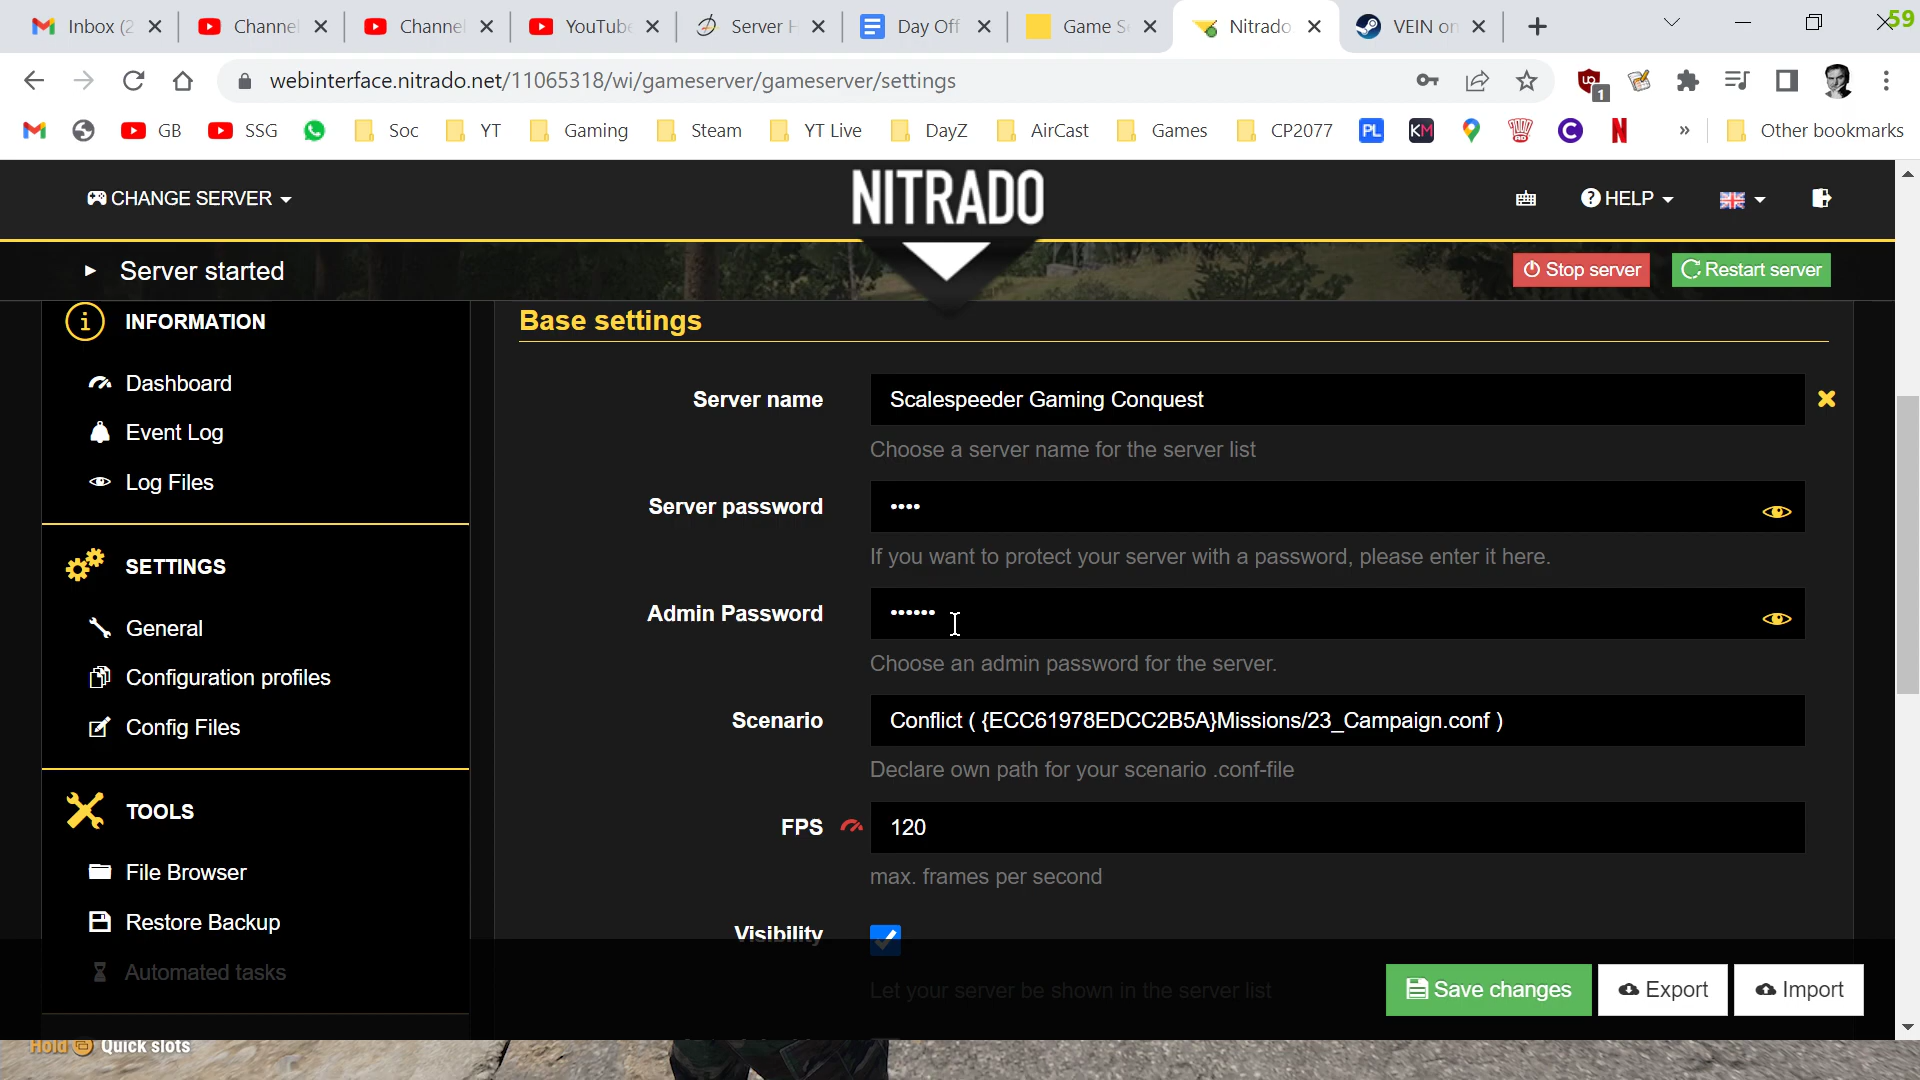 Inbox (2
Channel
Channel
YouTube
Server H
Day Off
Game S
Nitrado
VEIN on
59
webinterface.nitrado.net/11065318/wi/gameserver/gameserver/settings
1
GB
SSG
Soc
YT
Gaming
Steam
YT Live
DayZ
AirCast
Games
CP2077
PL
KM
»
Other bookmarks
CHANGE SERVER
NITRADO
HELP
Server started
Stop server
Restart server
INFORMATION
Dashboard
Event Log
Log Files
SETTINGS
General
Configuration profiles
Config Files
TOOLS
File Browser
Restore Backup
Automated tasks
Base settings
Server name
Scalespeeder Gaming Conquest
Choose a server name for the server list
Server password
••••
If you want to protect your server with a password, please enter it here.
Admin Password
••••••
Choose an admin password for the server.
Scenario
Conflict ( {ECC61978EDCC2B5A}Missions/23_Campaign.conf )
Declare own path for your scenario .conf-file
FPS
120
max. frames per second
Visibility
Let your server be shown in the server list
Save changes
Export
Import
Hold
Quick slots